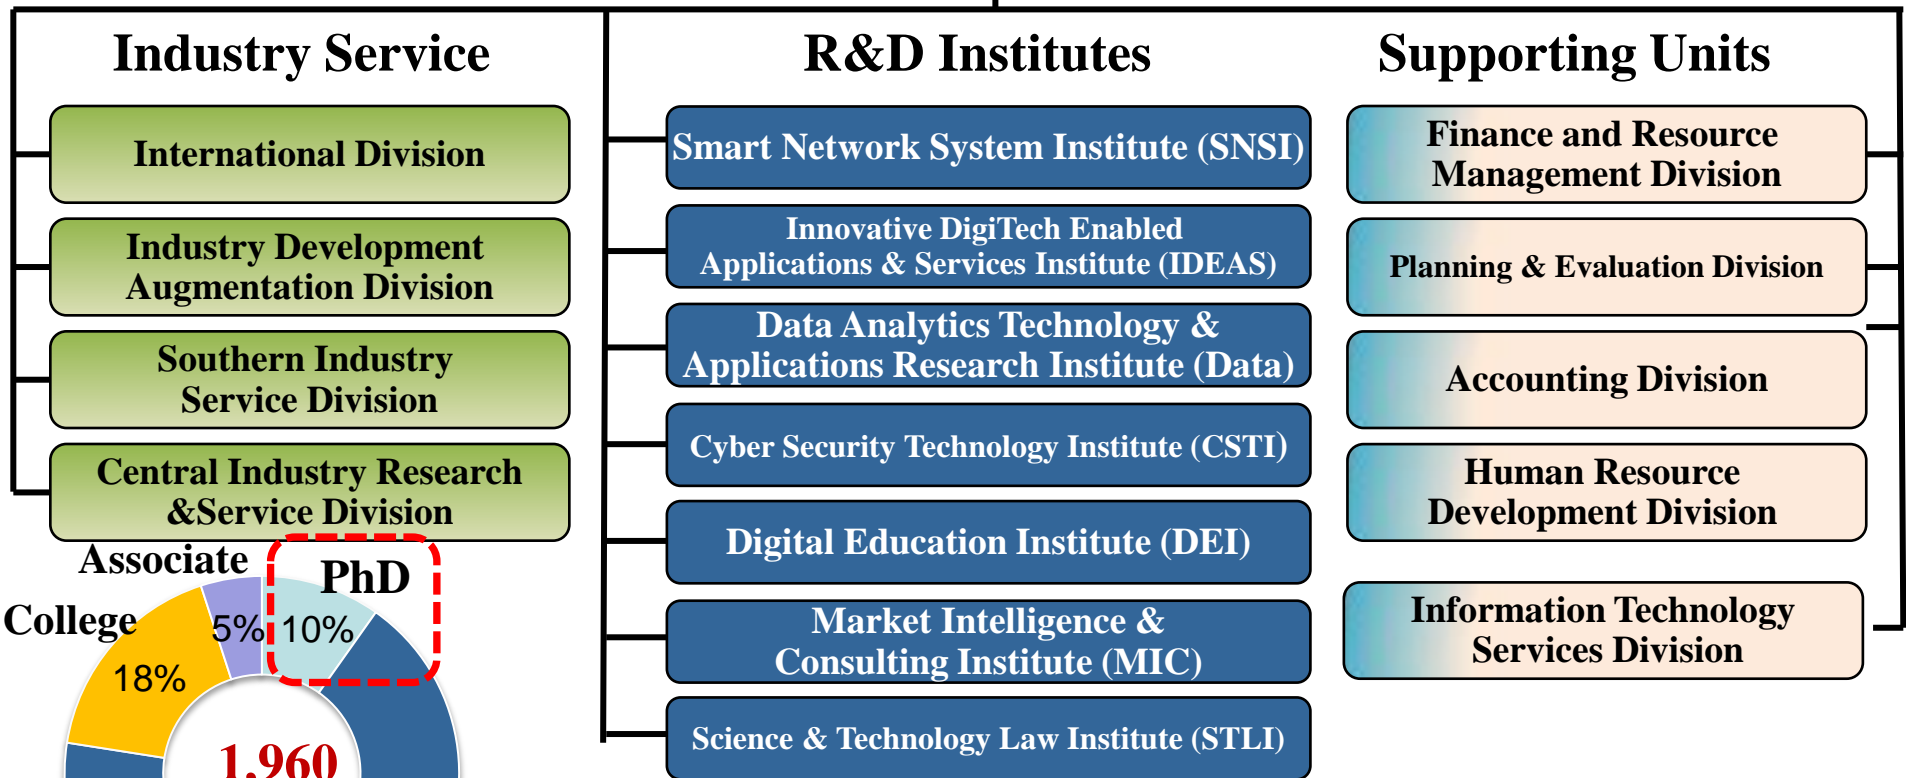 Industry Service
International Division
Industry Development
Augmentation Division
Southern Industry
Service Division
Central Industry Research
&Service Division
R&D Institutes
Smart Network System Institute (SNSI)
Innovative DigiTech Enabled
Applications & Services Institute (IDEAS)
Data Analytics Technology &
Applications Research Institute (Data)
Cyber Security Technology Institute (CSTI)
Digital Education Institute (DEI)
Market Intelligence &
Consulting Institute (MIC)
Science & Technology Law Institute (STLI)
Supporting Units
Finance and Resource
Management Division
Planning & Evaluation Division
Accounting Division
Human Resource
Development Division
Information Technology
Services Division
Associate
PhD
College
5%
10%
18%
1,960